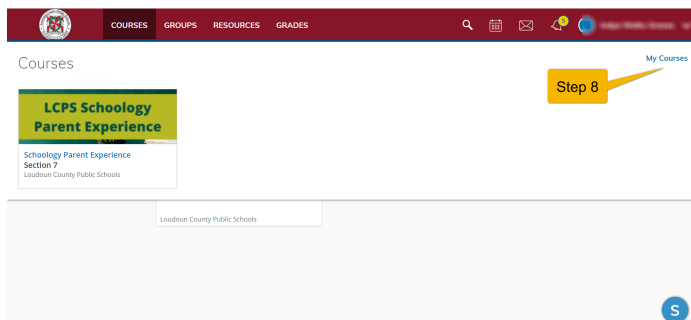 COURSES GROUPS RESOURCES GRADES
5
Courses
My Courses
Step 8
LCPS Schoology
Parent Experience
Schoology Parent Experience
Section 7
Loudoun County Public Schools
Loudoun County Public Schools
S